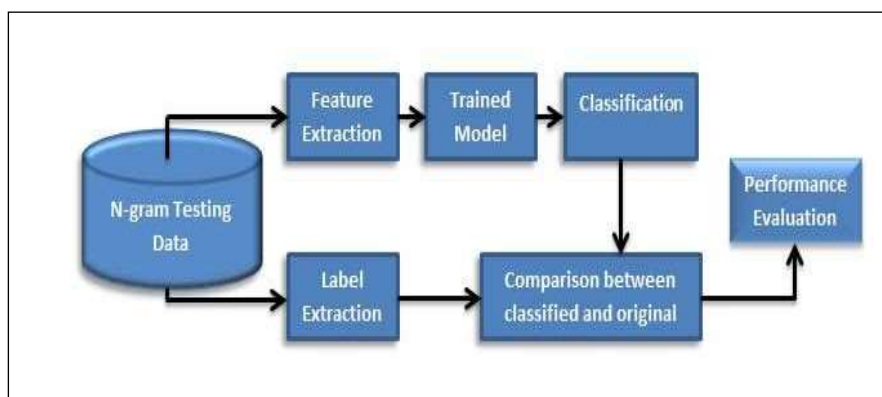 Feature
Extraction
Trained
Model
Classification
N-gram Testing
Data
Performance
Evaluation
Label
Extraction
Comparison between
classified and original